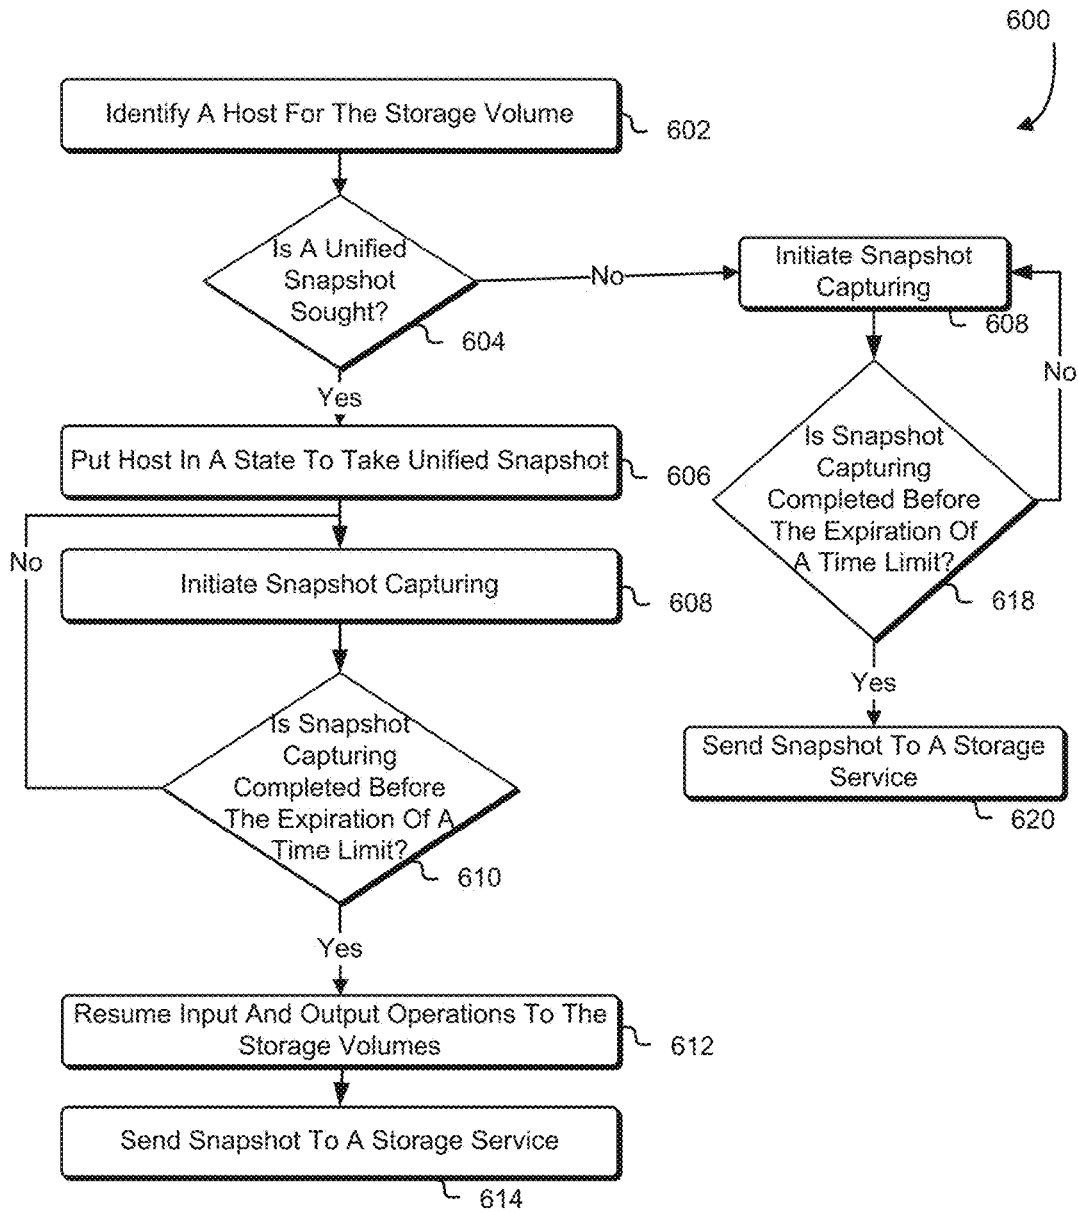 600
Identify A Host For The Storage Volume
602
Is A Unified
Snapshot
Sought?
604
No
Initiate Snapshot
Capturing
608
No
Yes
Put Host In A State To Take Unified Snapshot
606
Is Snapshot
Capturing
Completed Before
The Expiration Of
A Time Limit?
618
No
Initiate Snapshot Capturing
608
Yes
Send Snapshot To A Storage
Service
620
Is Snapshot
Capturing
Completed Before
The Expiration Of A
Time Limit?
610
Yes
Resume Input And Output Operations To The
Storage Volumes
612
Send Snapshot To A Storage Service
614